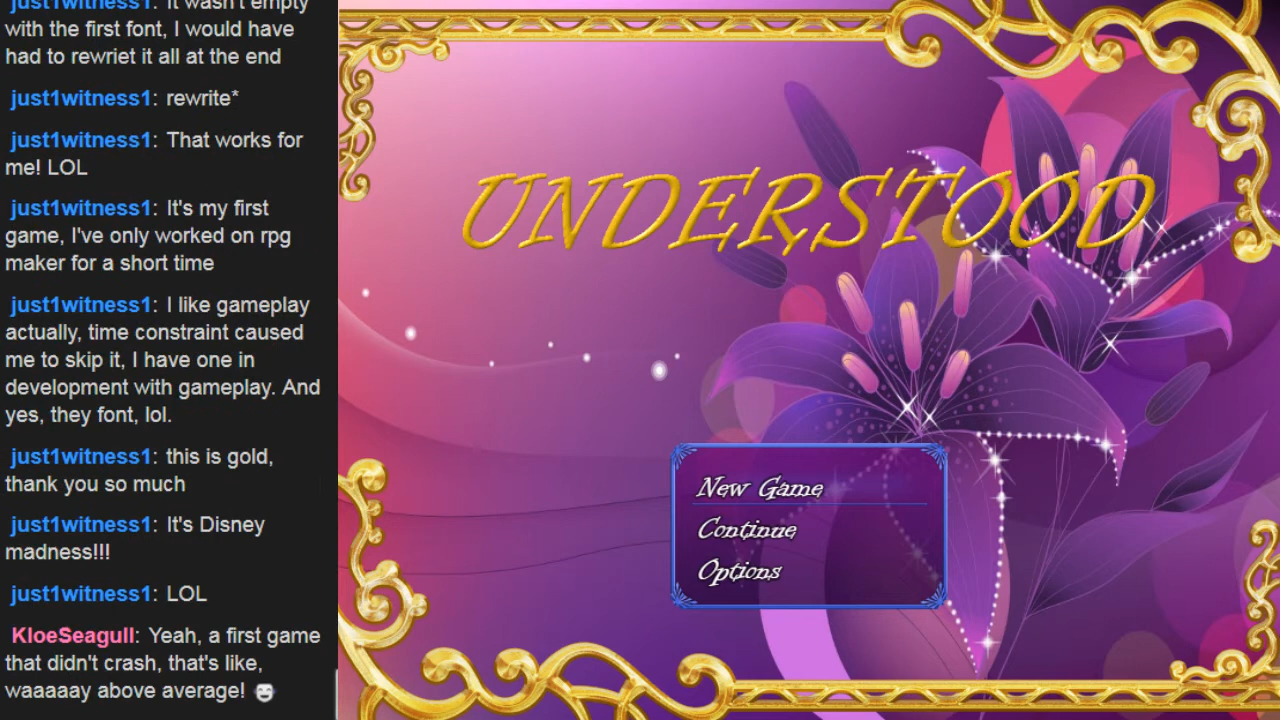 just1witness1: It wasn't empty
with the first font, I would have
had to rewriet it all at the end
just1witness1: rewrite*
just1witness1: That works for
me! LOL
just1witness1: It's my first
game, I've only worked on rpg
maker for a short time
just1witness1: I like gameplay
actually, time constraint caused
me to skip it, I have one in
development with gameplay. And
yes, they font, lol.
just1witness1: this is gold,
thank you so much
just1witness1: It's Disney
madness!!!
just1witness1: LOL
KloeSeagull: Yeah, a first game
that didn't crash, that's like,
waaaaay above average!
UNDERSTOOD
New Game
Continue
Options